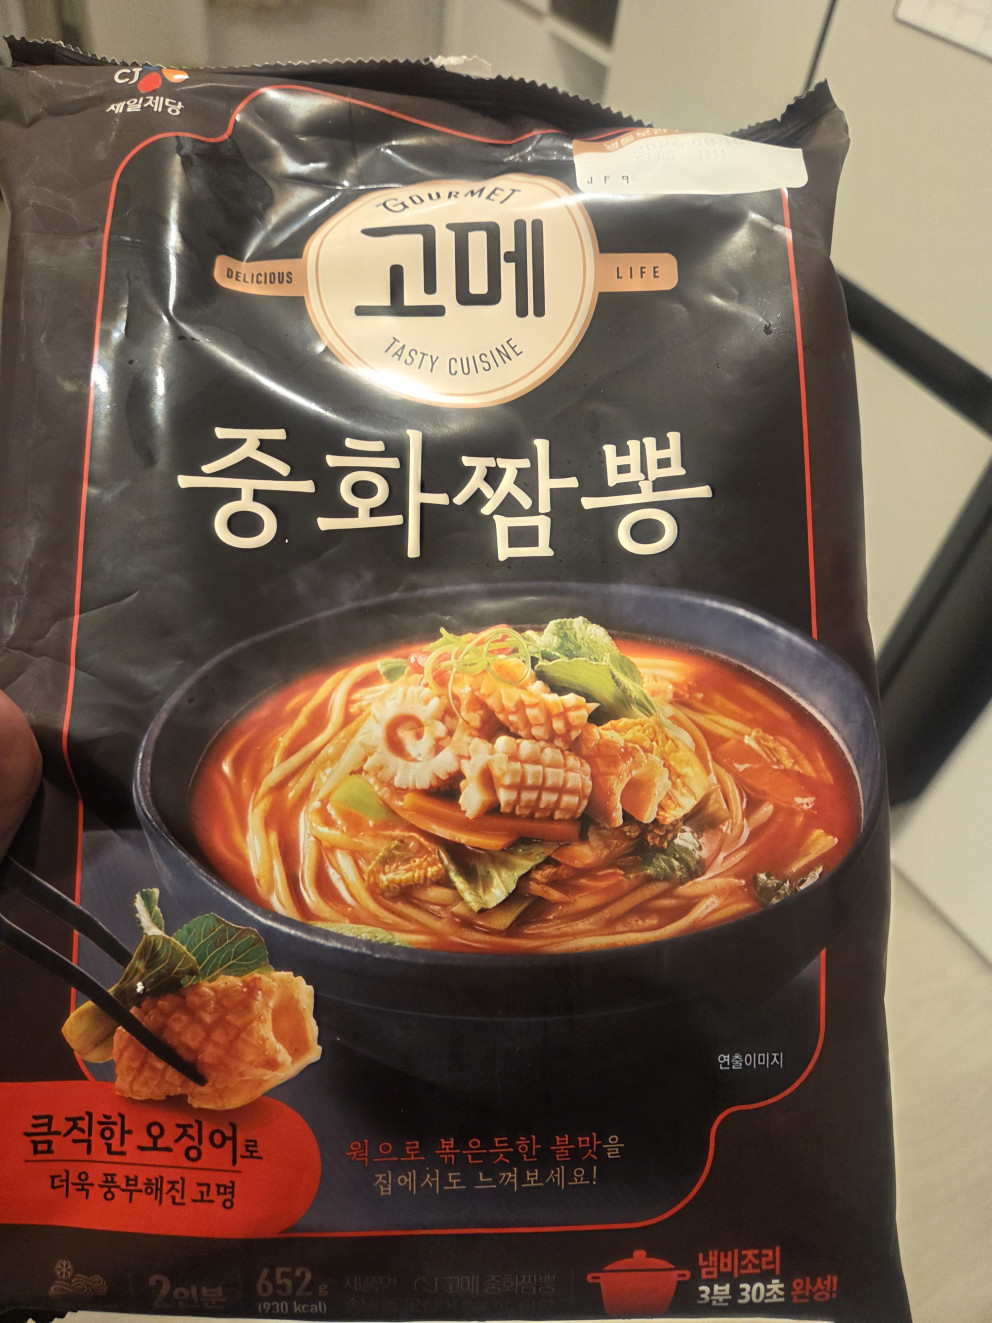 CJ
제일제당
JF9
GOURMET
고메
DELICIOUS
LIFE
TASTY CUISINE
중화짬뽕
연출이미지
큼직한 오징어로
더욱 풍부해진 고명
웍으로 볶은듯한 불맛을
집에서도 느껴보세요!
2인분
652g
(930 kcal)
제품명: CJ 고메 중화짬뽕
냄비조리
3분 30초 완성!